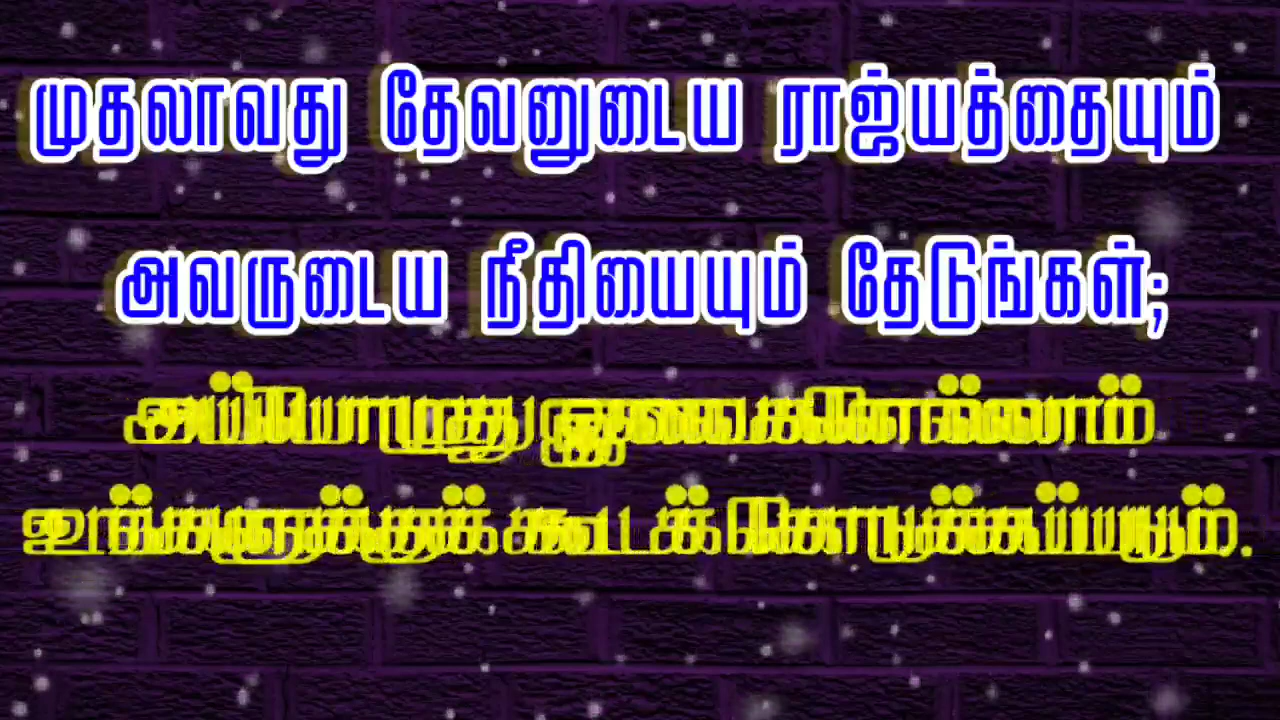 முதலாவது தேவனுடைய ராஜ்யத்தையும்
அவருடைய நீதியையும் தேடுங்கள்;
அப்பொழுது இவைகளெல்லாம்
உங்களுக்குக் கூடக் கொடுக்கப்படும்.